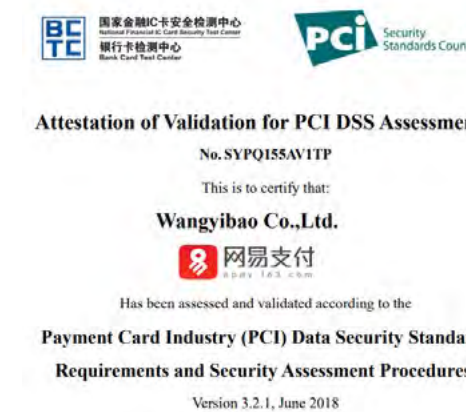 BC
TC
国家金融IC卡安全检测中心
National Financial IC Card Security Test Center
银行卡检测中心
Bank Card Test Center
PCI
Security
Standards Coun
Attestation of Validation for PCI DSS Assessme
No. SYPQI55AV1TP
This is to certify that:
Wangyibao Co.,Ltd.
网易支付
epay.163.com
Has been assessed and validated according to the
Payment Card Industry (PCI) Data Security Standa
Requirements and Security Assessment Procedures
Version 3.2.1, June 2018